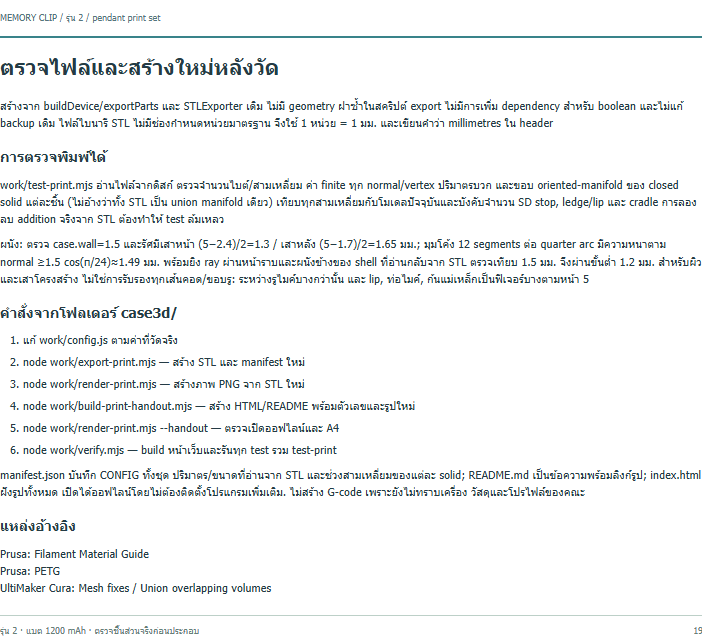 MEMORY CLIP / รุ่น 2 / pendant print set
ตรวจไฟล์และสร้างใหม่หลังวัด
สร้างจาก buildDevice/exportParts และ STLExporter เดิม ไม่มี geometry ฝาซ้ำในสคริปต์ export ไม่มีการเพิ่ม dependency สำหรับ boolean และไม่แก้
backup เดิม ไฟล์ไบนารี STL ไม่มีช่องกำหนดหน่วยมาตรฐาน จึงใช้ 1 หน่วย = 1 มม. และเขียนคำว่า millimetres ใน header
การตรวจพิมพ์ได้
work/test-print.mjs อ่านไฟล์จากดิสก์ ตรวจจำนวนไบต์/สามเหลี่ยม ค่า finite ทุก normal/vertex ปริมาตรบวก และขอบ oriented-manifold ของ closed
solid แต่ละชิ้น (ไม่อ้างว่าทั้ง STL เป็น union manifold เดียว) เทียบทุกสามเหลี่ยมกับโมเดลปัจจุบันและบังคับจำนวน SD stop, ledge/lip และ cradle การลอง
ลบ addition จริงจาก STL ต้องทำให้ test ล้มเหลว
ผนัง: ตรวจ case.wall=1.5 และรัศมีเสาหน้า (5−2.4)/2=1.3 / เสาหลัง (5−1.7)/2=1.65 มม.; มุมโค้ง 12 segments ต่อ quarter arc มีความหนาตาม
normal ≥1.5 cos(π/24)≈1.49 มม. พร้อมยิง ray ผ่านหน้าราบและผนังข้างของ shell ที่อ่านกลับจาก STL ตรวจเทียบ 1.5 มม. จึงผ่านขั้นต่ำ 1.2 มม. สำหรับผิว
และเสาโครงสร้าง ไม่ใช่การรับรองทุกเส้นคอด/ขอบรู: ระหว่างรูไมค์บางกว่านั้น และ lip, ท่อไมค์, กั้นแม่เหล็กเป็นฟีเจอร์บางตามหน้า 5
คำสั่งจากโฟลเดอร์ case3d/
1. แก้ work/config.js ตามค่าที่วัดจริง
2. node work/export-print.mjs — สร้าง STL และ manifest ใหม่
3. node work/render-print.mjs — สร้างภาพ PNG จาก STL ใหม่
4. node work/build-print-handout.mjs — สร้าง HTML/README พร้อมตัวเลขและรูปใหม่
5. node work/render-print.mjs --handout — ตรวจเปิดออฟไลน์และ A4
6. node work/verify.mjs — build หน้าเว็บและรันทุก test รวม test-print
manifest.json บันทึก CONFIG ทั้งชุด ปริมาตร/ขนาดที่อ่านจาก STL และช่วงสามเหลี่ยมของแต่ละ solid; README.md เป็นข้อความพร้อมลิงก์รูป; index.html
ฝังรูปทั้งหมด เปิดได้ออฟไลน์โดยไม่ต้องติดตั้งโปรแกรมเพิ่มเติม. ไม่สร้าง G-code เพราะยังไม่ทราบเครื่อง วัสดุและโปรไฟล์ของคณะ
แหล่งอ้างอิง
Prusa: Filament Material Guide
Prusa: PETG
UltiMaker Cura: Mesh fixes / Union overlapping volumes
รุ่น 2 · แบต 1200 mAh · ตรวจชิ้นส่วนจริงก่อนประกอบ
19